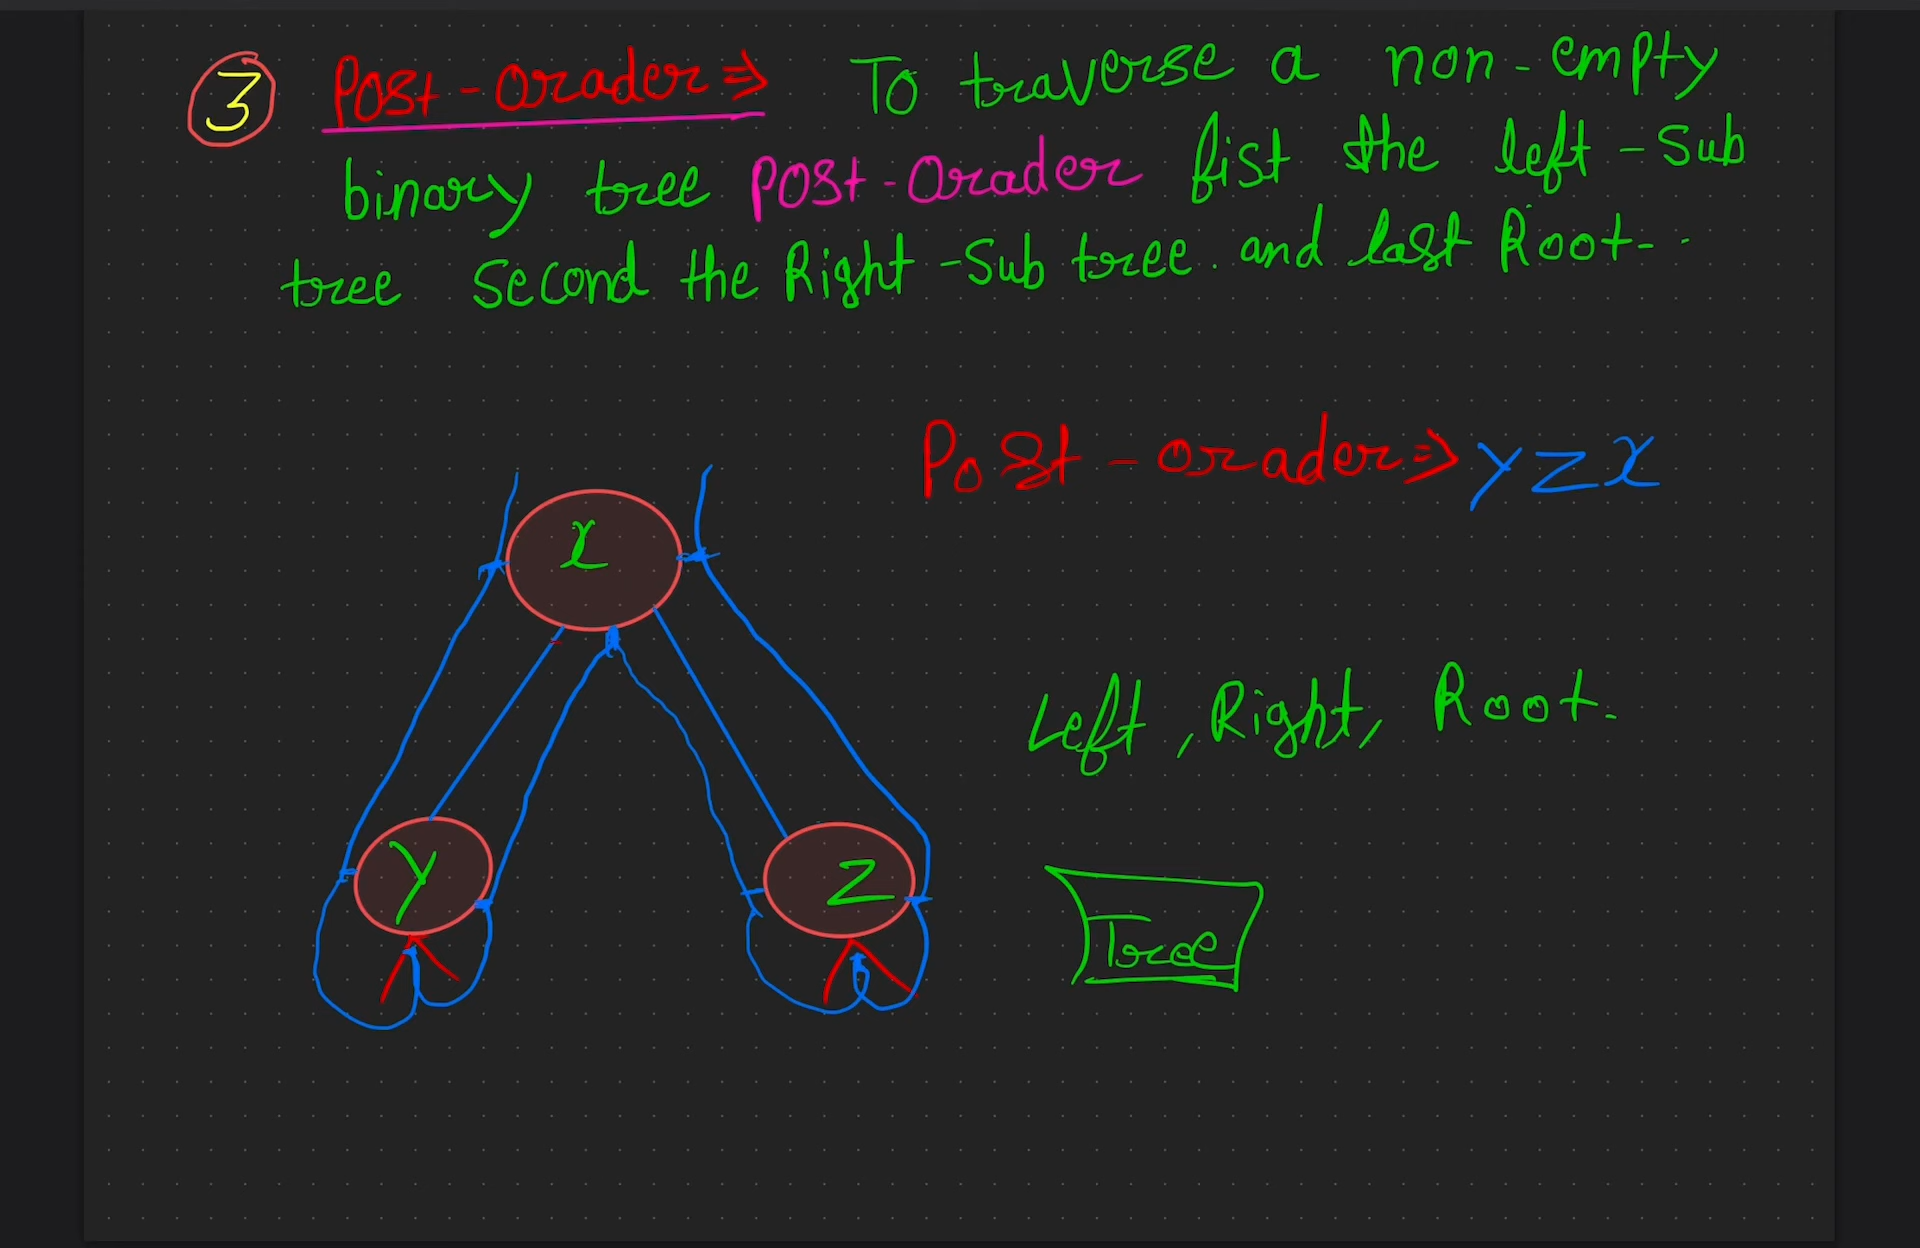 3 Post-orader ⇒ To traverse a non-empty
binary tree Post-Orader fist the left-Sub
tree Second the Right-Sub tree. and last Root-
Post-orader ⇒ Y Z X
X
Left, Right, Root.
Y Z
Tree